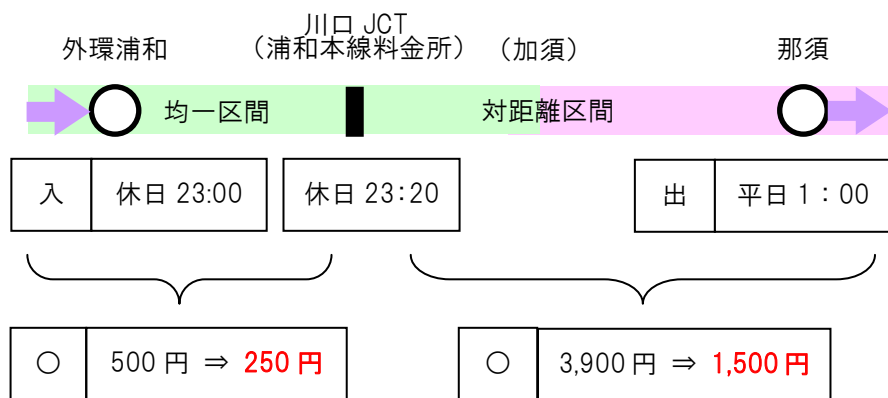 川口 JCT
外環浦和
（浦和本線料金所）
（加須）
那須
均一区間
対距離区間
入
休日 23:00
休日 23:20
出
平日 1：00
○
500 円 ⇒ 250 円
○
3,900 円 ⇒ 1,500 円